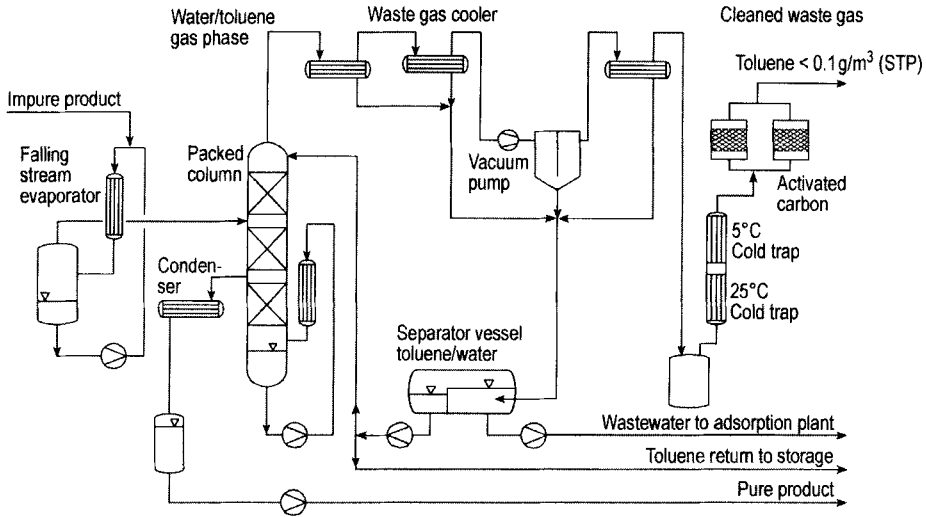 Water/toluene
gas phase
Waste gas cooler
Cleaned waste gas
Toluene < 0.1 g/m³ (STP)
Impure product
Falling
stream
evaporator
Packed
column
Vacuum
pump
Activated
carbon
5°C
Cold trap
25°C
Cold trap
Conden-
ser
Separator vessel
toluene/water
Wastewater to adsorption plant
Toluene return to storage
Pure product